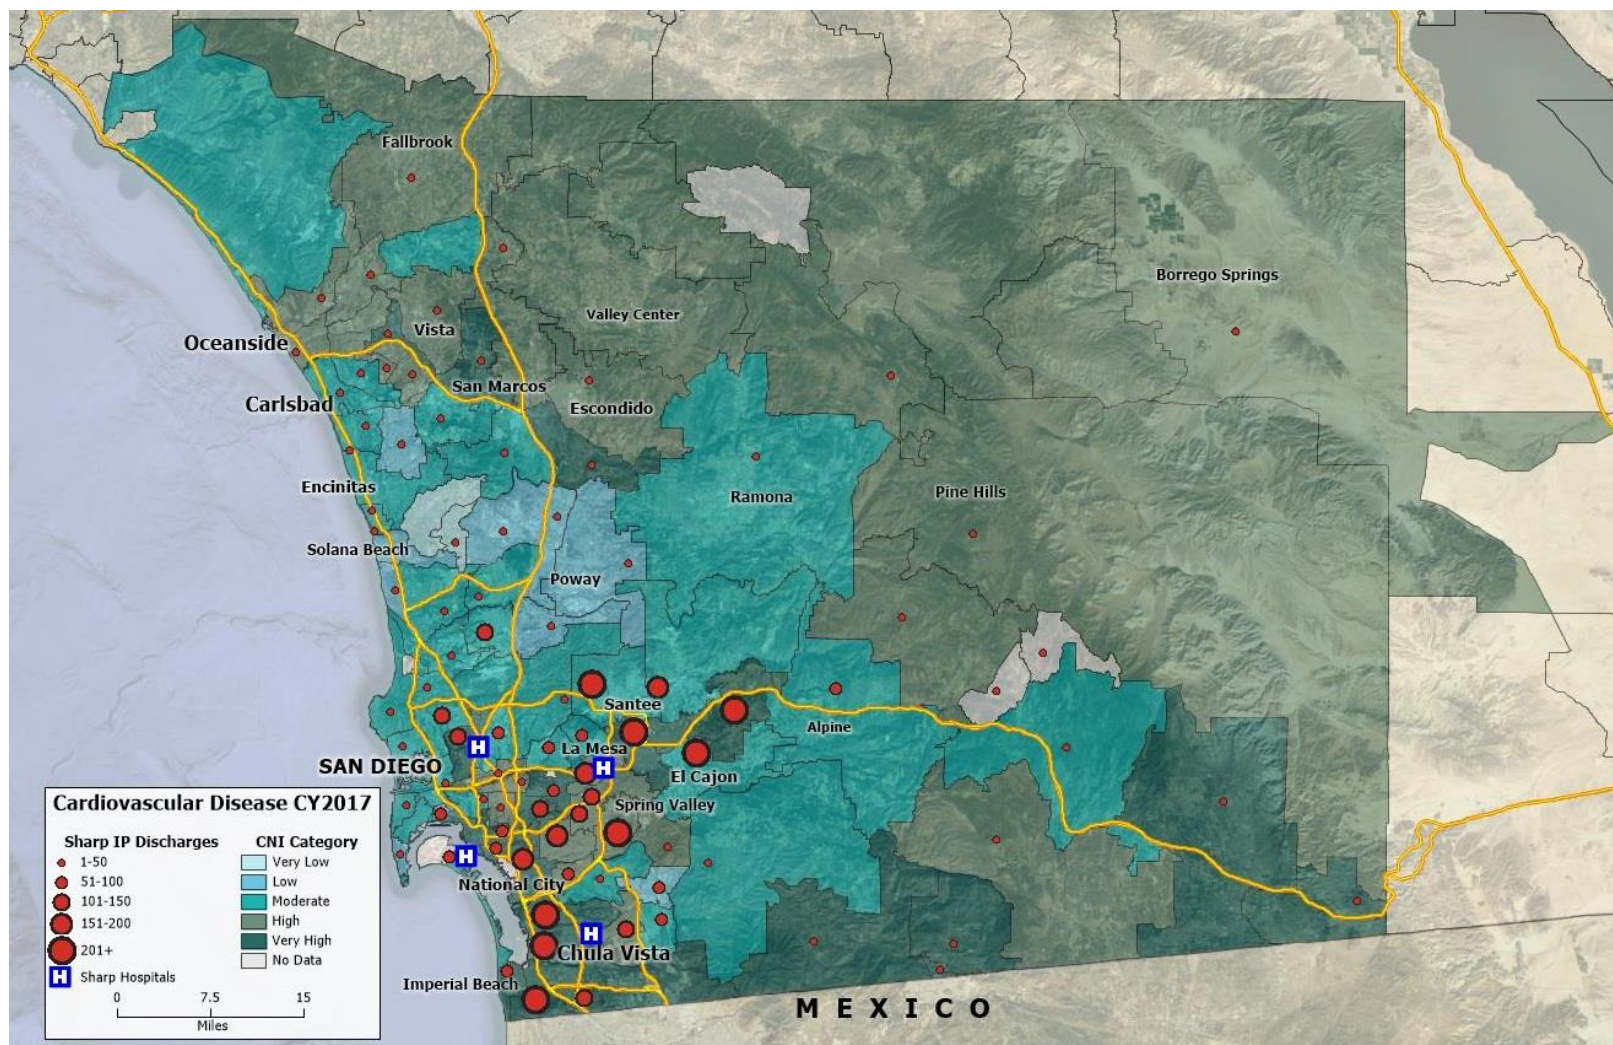 Fallbrook
Borrego Springs
Valley Center
Vista
Oceanside
San Marcos
Carlsbad
Escondido
Encinitas
Ramona
Pine Hills
Solana Beach
Poway
Santee
Alpine
La Mesa
SAN DIEGO
El Cajon
Spring Valley
National City
Chula Vista
Imperial Beach
MEXICO
H
H
H
H
Cardiovascular Disease CY2017
Sharp IP Discharges
1-50
51-100
101-150
151-200
201+
H Sharp Hospitals
CNI Category
Very Low
Low
Moderate
High
Very High
No Data
0 7.5 15
Miles